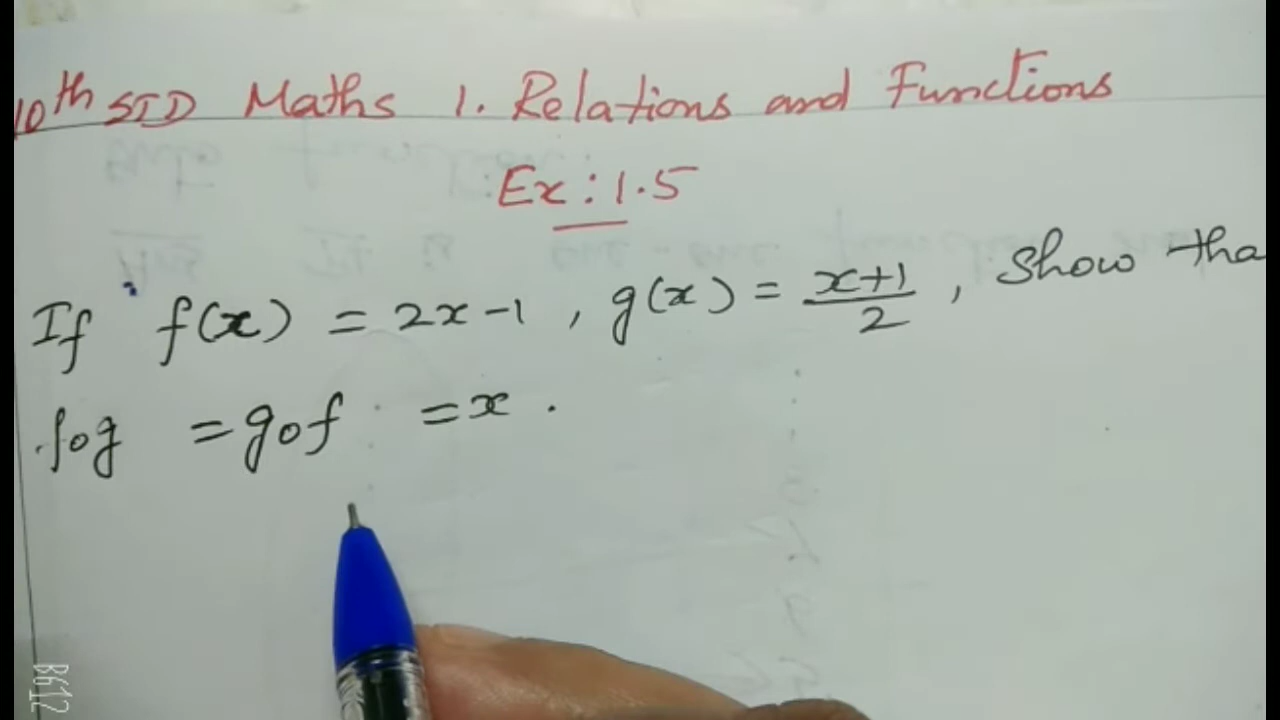 10th STD Maths 1. Relations and Functions
Ex: 1.5
If f(x) = 2x-1, g(x) = x+1/2, Show tha
fog = gof = x.
B612